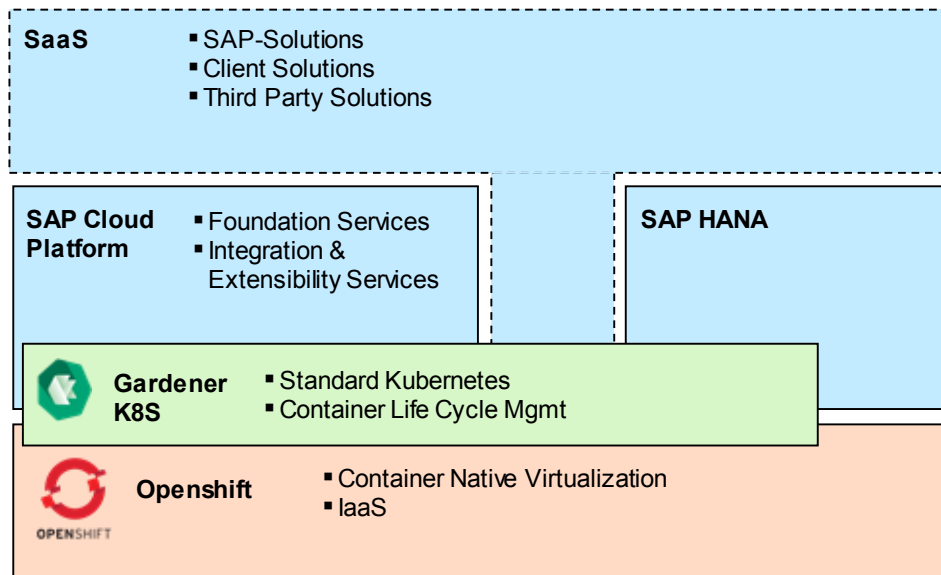 SaaS
▪ SAP-Solutions
▪ Client Solutions
▪ Third Party Solutions
SAP Cloud
Platform
▪ Foundation Services
▪ Integration &
Extensibility Services
SAP HANA
Gardener
K8S
▪ Standard Kubernetes
▪ Container Life Cycle Mgmt
OPENSHIFT
Openshift
▪ Container Native Virtualization
▪ IaaS